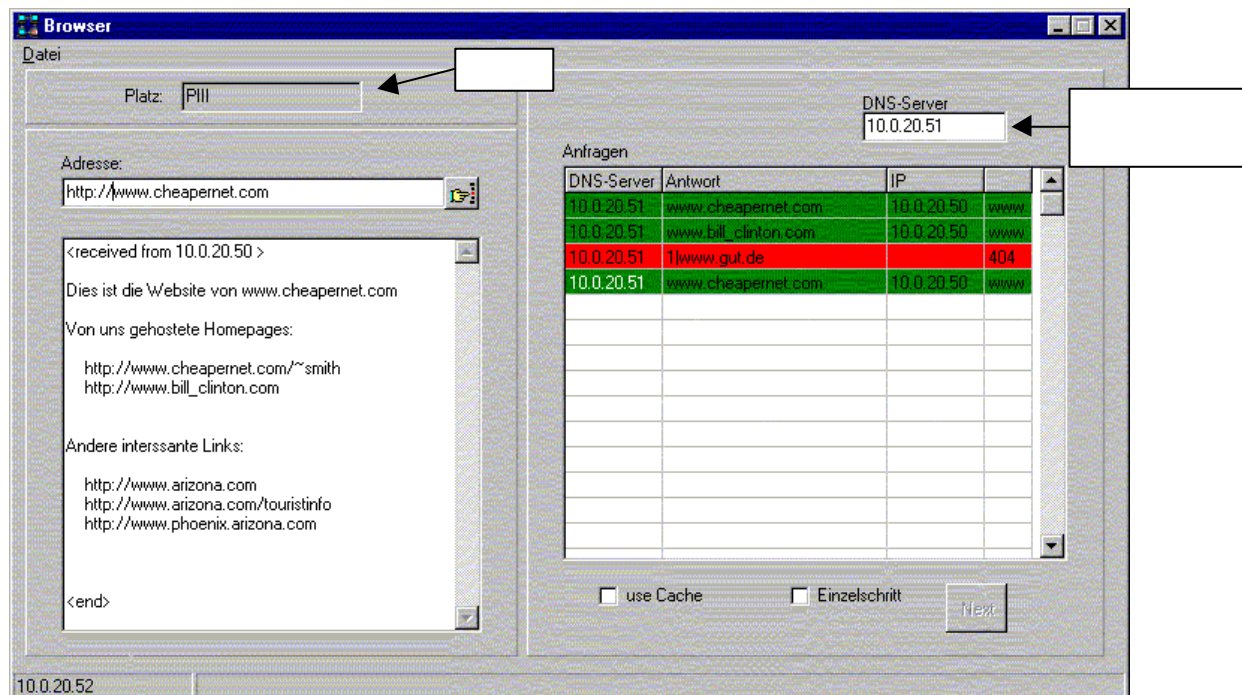 Browser
Datei
Platz: PIII
DNS-Server
10.0.20.51
Adresse:
http://www.cheapernet.com
<received from 10.0.20.50 >
Dies ist die Website von www.cheapernet.com
Von uns gehostete Homepages:
http://www.cheapernet.com/~smith
http://www.bill_clinton.com
Andere interssante Links:
http://www.arizona.com
http://www.arizona.com/touristinfo
http://www.phoenix.arizona.com
<end>
Anfragen
DNS-Server Antwort IP
10.0.20.51 www.cheapernet.com 10.0.20.50 www
10.0.20.51 www.bill_clinton.com 10.0.20.50 www
10.0.20.51 1|www.gut.de 404
10.0.20.51 www.cheapernet.com 10.0.20.50 www
use Cache Einzelschritt Next
10.0.20.52